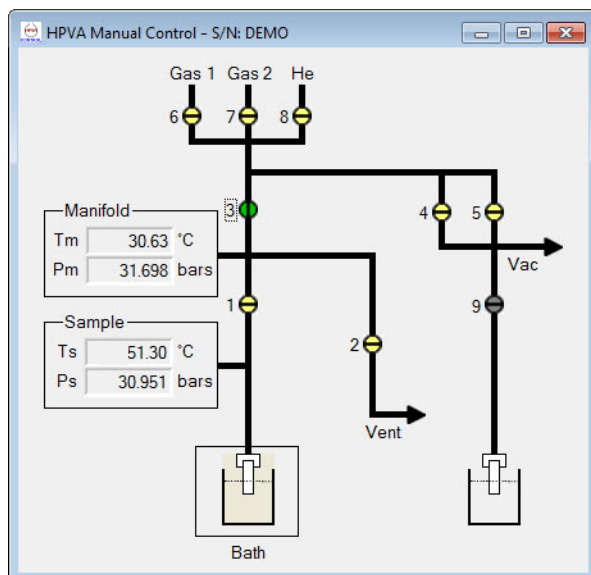 HPVA Manual Control - S/N: DEMO
Gas 1 Gas 2 He
6 7 8
3
4 5
Manifold
Tm 30.63 °C
Pm 31.698 bars
Vac
1
9
Sample
Ts 51.30 °C
Ps 30.951 bars
2
Vent
Bath